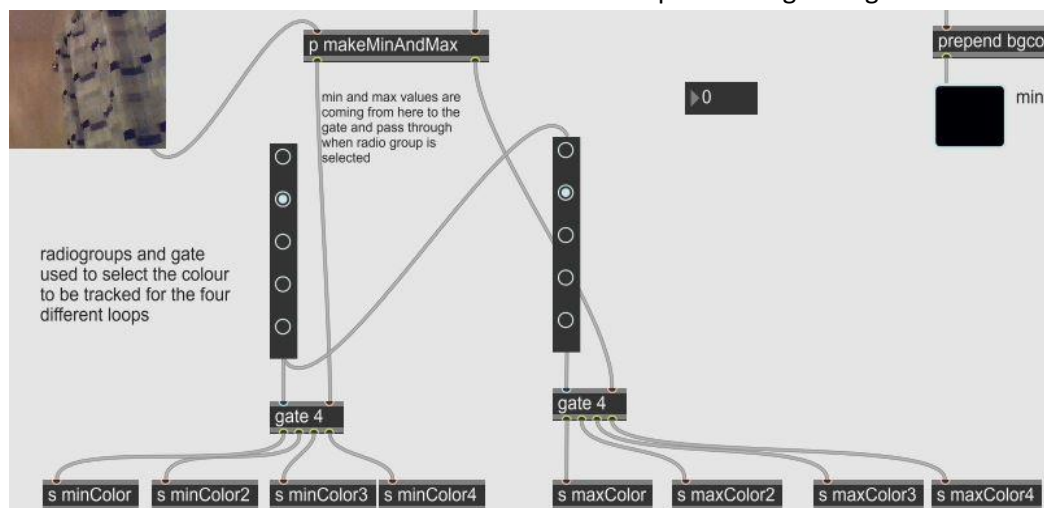 p makeMinAndMax
prepend bgco
0
min
min and max values are
coming from here to the
gate and pass through
when radio group is
selected
radiogroups and gate
used to select the colour
to be tracked for the four
different loops
gate 4
gate 4
s minColor
s minColor2
s minColor3
s minColor4
s maxColor
s maxColor2
s maxColor3
s maxColor4